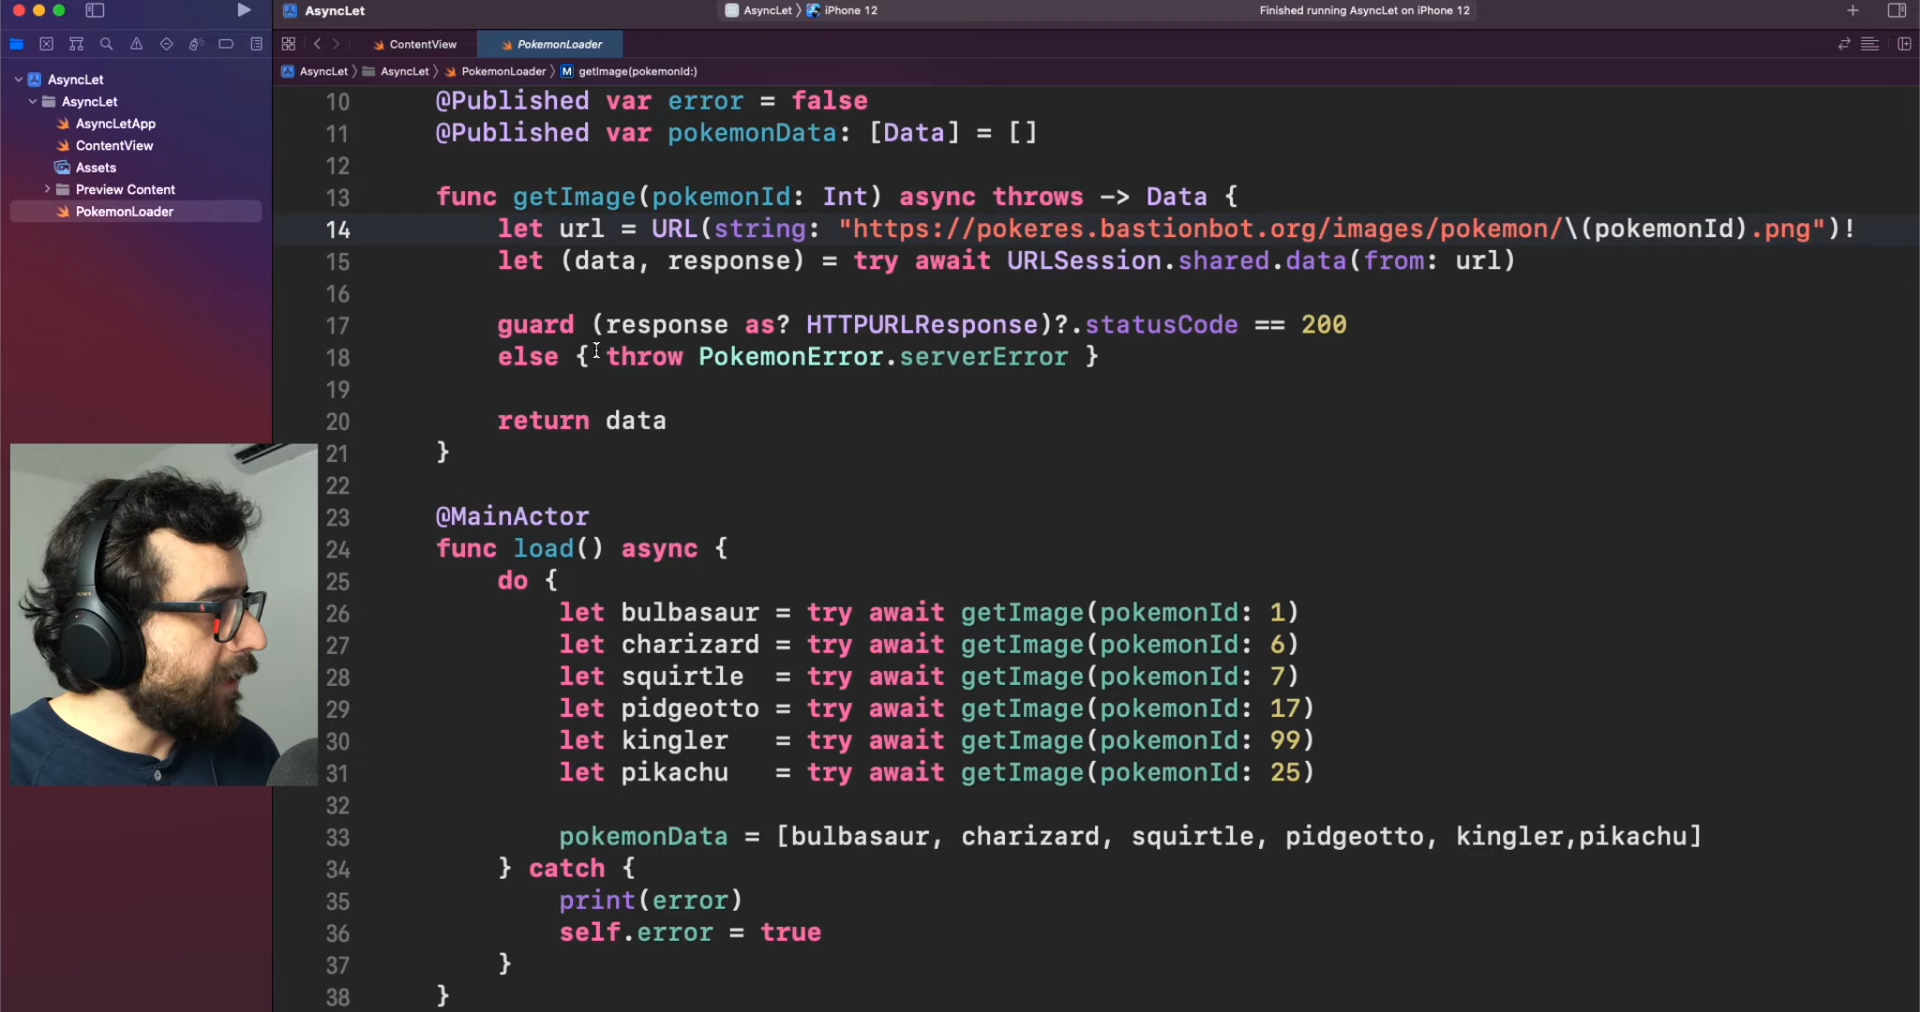 AsyncLet
AsyncLet 〉 iPhone 12
Finished running AsyncLet on iPhone 12
ContentView
PokemonLoader
AsyncLet 〉 AsyncLet 〉 PokemonLoader 〉 M getImage(pokemonId:)
AsyncLet
AsyncLet
AsyncLetApp
ContentView
Assets
Preview Content
PokemonLoader
10 @Published var error = false
11 @Published var pokemonData: [Data] = []
12
13 func getImage(pokemonId: Int) async throws -> Data {
14 let url = URL(string: "https://pokeres.bastionbot.org/images/pokemon/\(pokemonId).png")!
15 let (data, response) = try await URLSession.shared.data(from: url)
16
17 guard (response as? HTTPURLResponse)?.statusCode == 200
18 else { throw PokemonError.serverError }
19
20 return data
21 }
22
23 @MainActor
24 func load() async {
25 do {
26 let bulbasaur = try await getImage(pokemonId: 1)
27 let charizard = try await getImage(pokemonId: 6)
28 let squirtle = try await getImage(pokemonId: 7)
29 let pidgeotto = try await getImage(pokemonId: 17)
30 let kingler = try await getImage(pokemonId: 99)
31 let pikachu = try await getImage(pokemonId: 25)
32
33 pokemonData = [bulbasaur, charizard, squirtle, pidgeotto, kingler,pikachu]
34 } catch {
35 print(error)
36 self.error = true
37 }
38 }
SONY